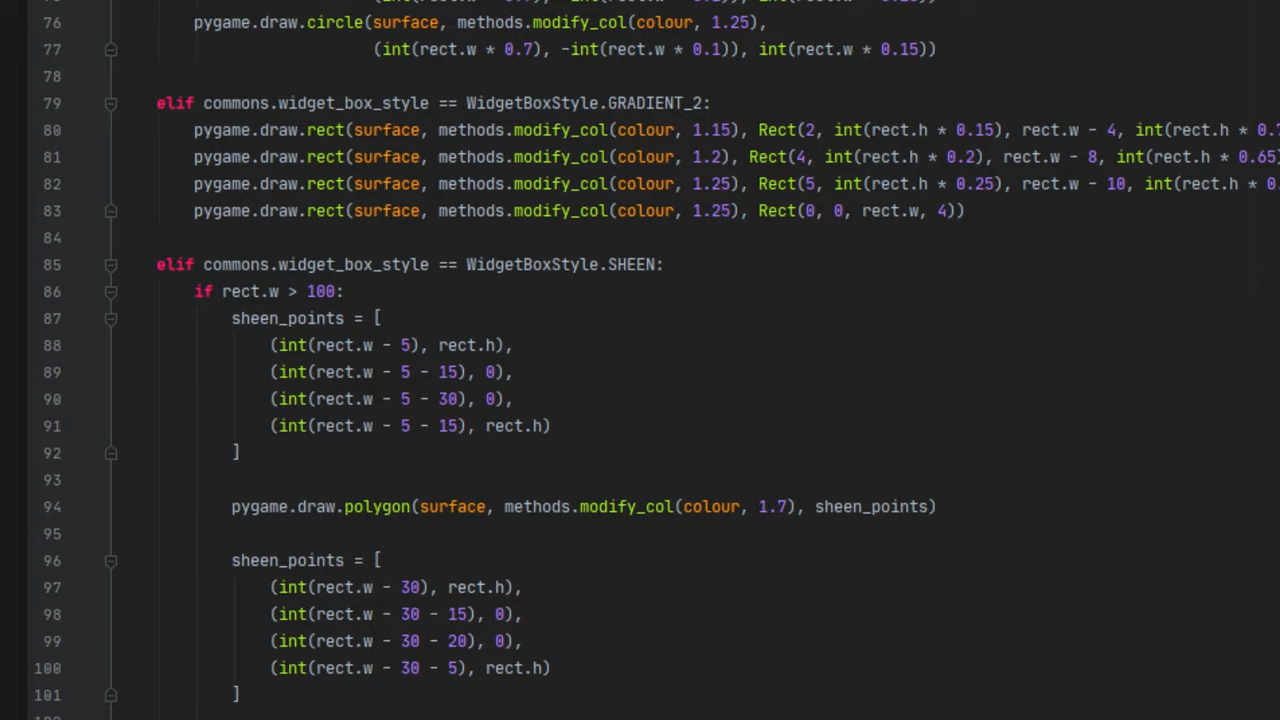 76 pygame.draw.circle(surface, methods.modify_col(colour, 1.25),
77 (int(rect.w * 0.7), -int(rect.w * 0.1)), int(rect.w * 0.15))
78
79 elif commons.widget_box_style == WidgetBoxStyle.GRADIENT_2:
80 pygame.draw.rect(surface, methods.modify_col(colour, 1.15), Rect(2, int(rect.h * 0.15), rect.w - 4, int(rect.h *
81 pygame.draw.rect(surface, methods.modify_col(colour, 1.2), Rect(4, int(rect.h * 0.2), rect.w - 8, int(rect.h * 0.65)
82 pygame.draw.rect(surface, methods.modify_col(colour, 1.25), Rect(5, int(rect.h * 0.25), rect.w - 10, int(rect.h *
83 pygame.draw.rect(surface, methods.modify_col(colour, 1.25), Rect(0, 0, rect.w, 4))
84
85 elif commons.widget_box_style == WidgetBoxStyle.SHEEN:
86 if rect.w > 100:
87 sheen_points = [
88 (int(rect.w - 5), rect.h),
89 (int(rect.w - 5 - 15), 0),
90 (int(rect.w - 5 - 30), 0),
91 (int(rect.w - 5 - 15), rect.h)
92 ]
93
94 pygame.draw.polygon(surface, methods.modify_col(colour, 1.7), sheen_points)
95
96 sheen_points = [
97 (int(rect.w - 30), rect.h),
98 (int(rect.w - 30 - 15), 0),
99 (int(rect.w - 30 - 20), 0),
100 (int(rect.w - 30 - 5), rect.h)
101 ]